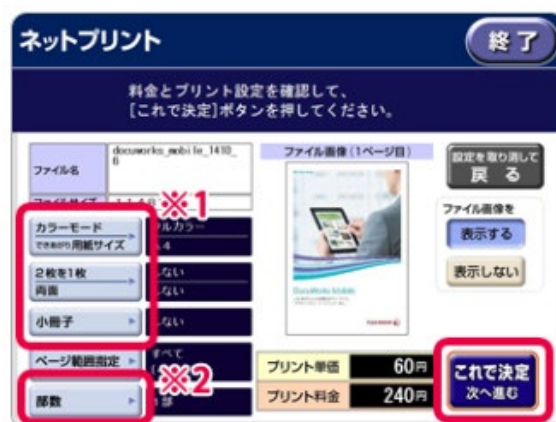 ネットプリント
終了
料金とプリント設定を確認して、
[これで決定]ボタンを押してください。
ファイル名
docuworks_mobile_1410_
6
ファイル画像(1ページ目)
設定を取り消して
戻る
※1
カラーモード
できあがり用紙サイズ
フルカラー
ファイル画像を
表示する
表示しない
2枚を1枚
両面
しない
しない
小冊子
しない
DocuWorks Mobile
ページ範囲指定
すべて
※2
部数
プリント単価
60円
プリント料金
240円
これで決定
次へ進む